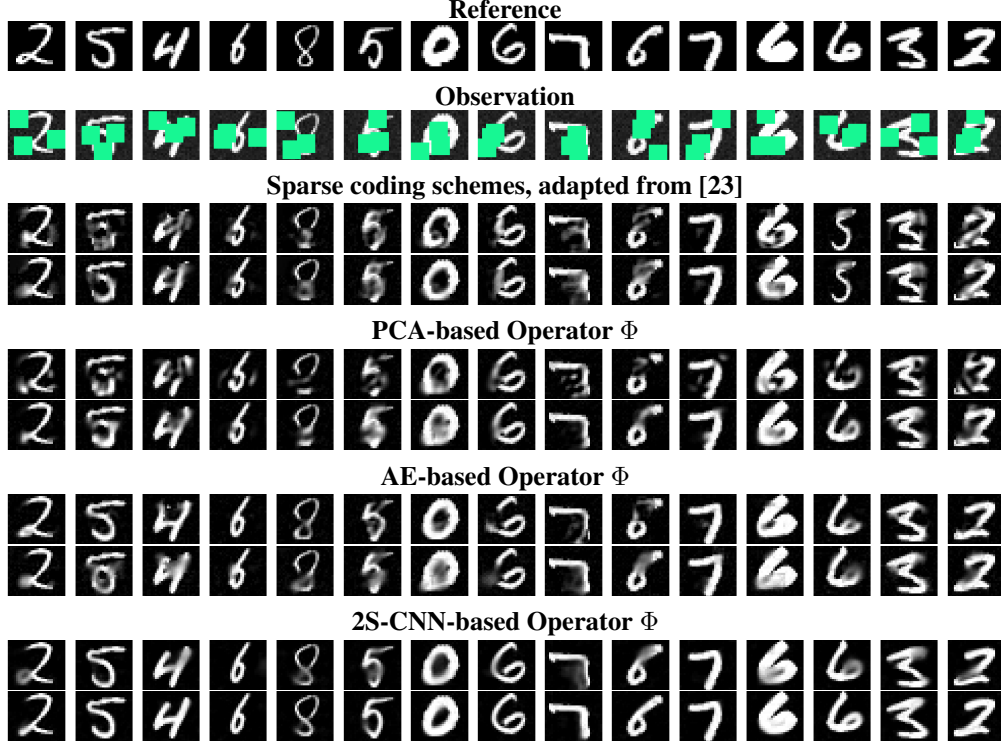 Reference
Observation
Sparse coding schemes, adapted from [23]
PCA-based Operator Φ
AE-based Operator Φ
2S-CNN-based Operator Φ